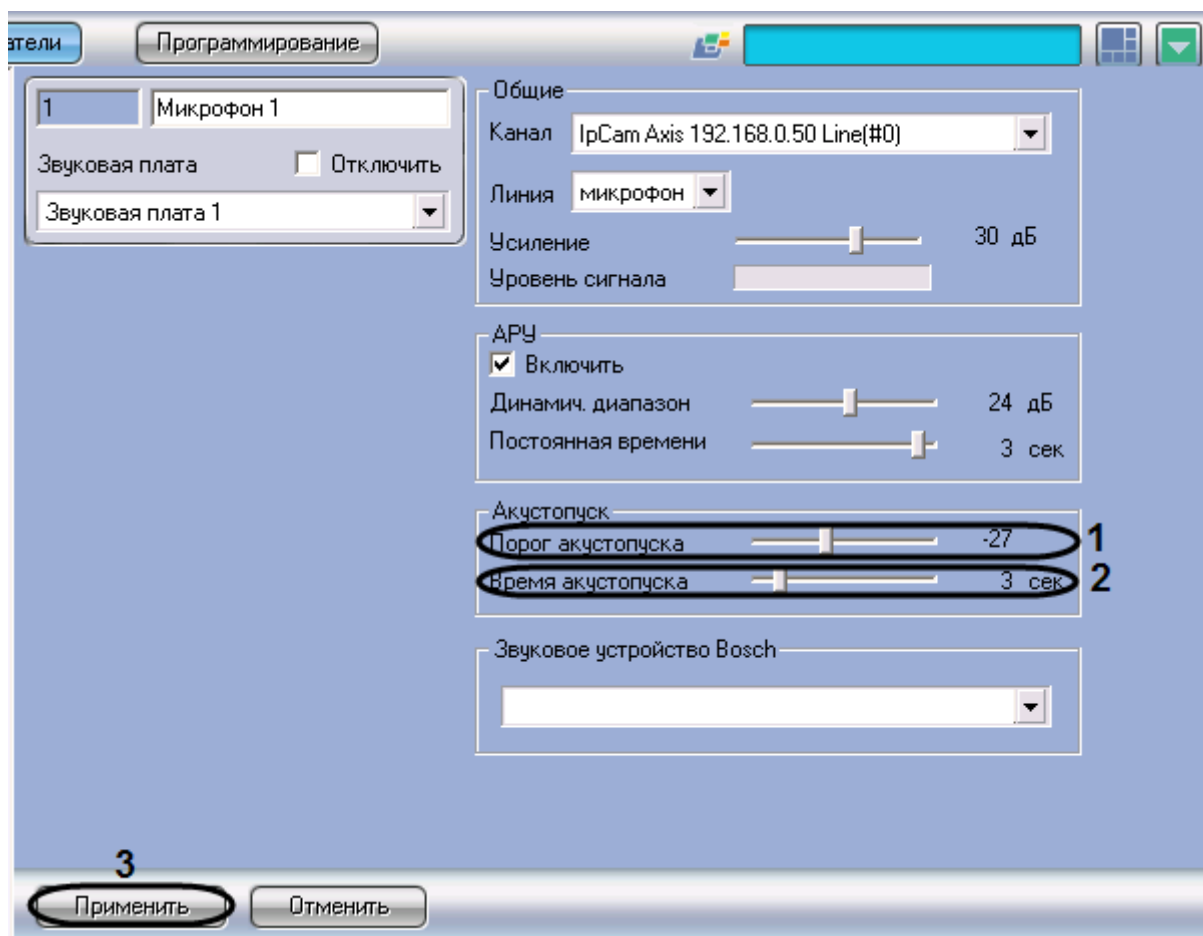 атели
Программирование
1
Микрофон 1
Звуковая плата
Отключить
Звуковая плата 1
Общие
Канал
IpCam Axis 192.168.0.50 Line(#0)
Линия
микрофон
Усиление
30 дБ
Уровень сигнала
АРУ
Включить
Динамич. диапазон
24 дБ
Постоянная времени
3 сек
Акустопуск
Порог акустопуска
-27
1
Время акустопуска
3 сек
2
Звуковое устройство Bosch
3
Применить
Отменить